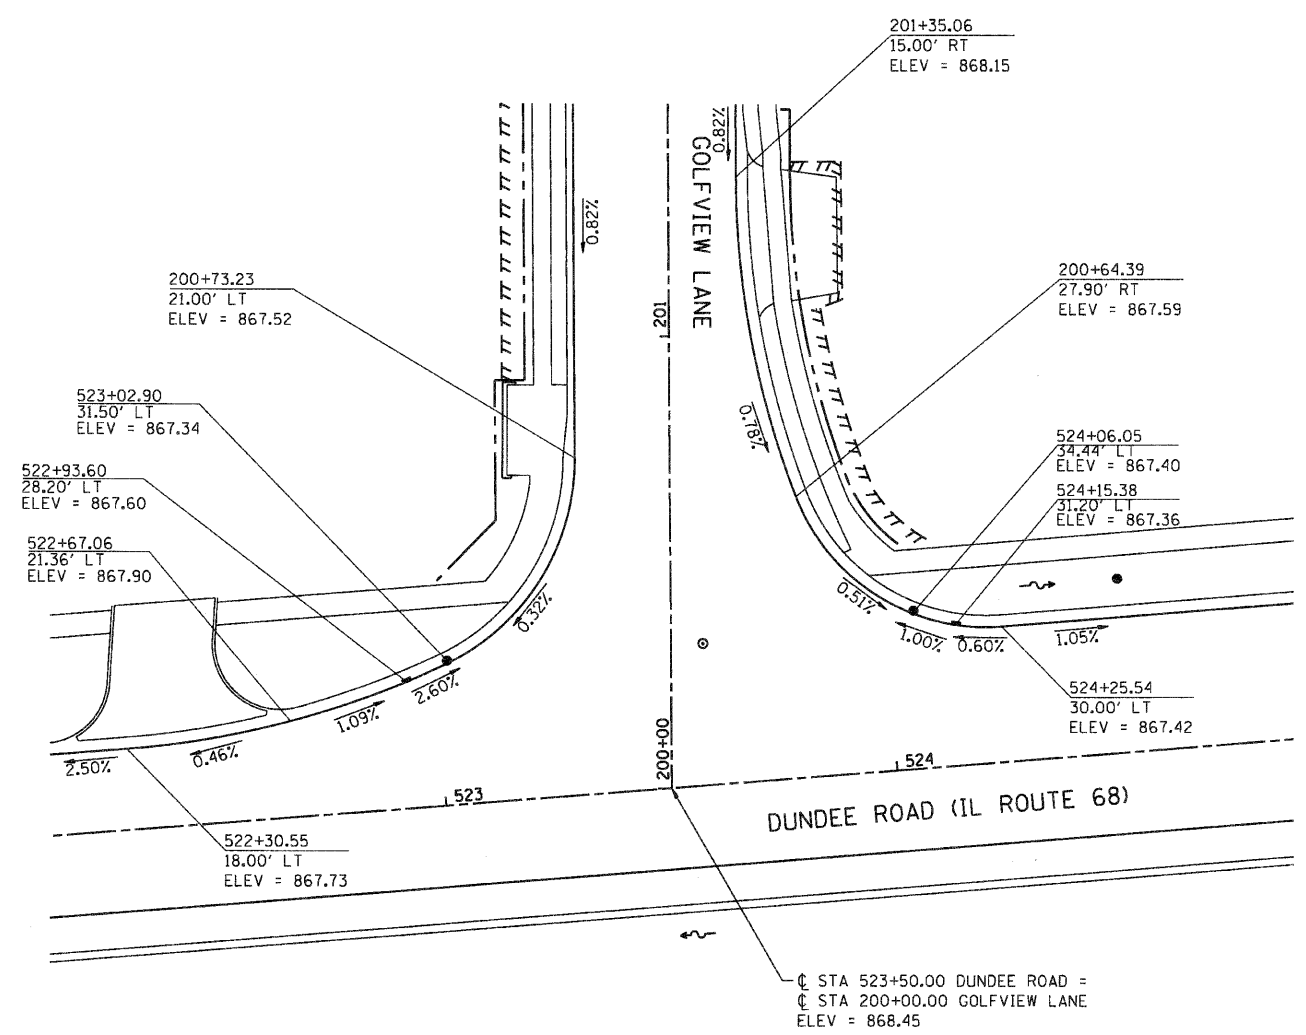 201+35.06
15.00' RT
ELEV = 868.15
0.82%
GOLFVIEW LANE
0.82%
200+73.23
21.00' LT
ELEV = 867.52
200+64.39
27.90' RT
ELEV = 867.59
201
523+02.90
31.50' LT
ELEV = 867.34
0.78%
524+06.05
34.44' LT
ELEV = 867.40
522+93.60
28.20' LT
ELEV = 867.60
524+15.38
31.20' LT
ELEV = 867.36
522+67.06
21.36' LT
ELEV = 867.90
0.32%
0.51%
1.00%
0.60%
1.05%
2.60%
1.09%
0.46%
2.50%
524+25.54
30.00' LT
ELEV = 867.42
200+00
523
524
DUNDEE ROAD (IL ROUTE 68)
522+30.55
18.00' LT
ELEV = 867.73
℄ STA 523+50.00 DUNDEE ROAD =
℄ STA 200+00.00 GOLFVIEW LANE
ELEV = 868.45